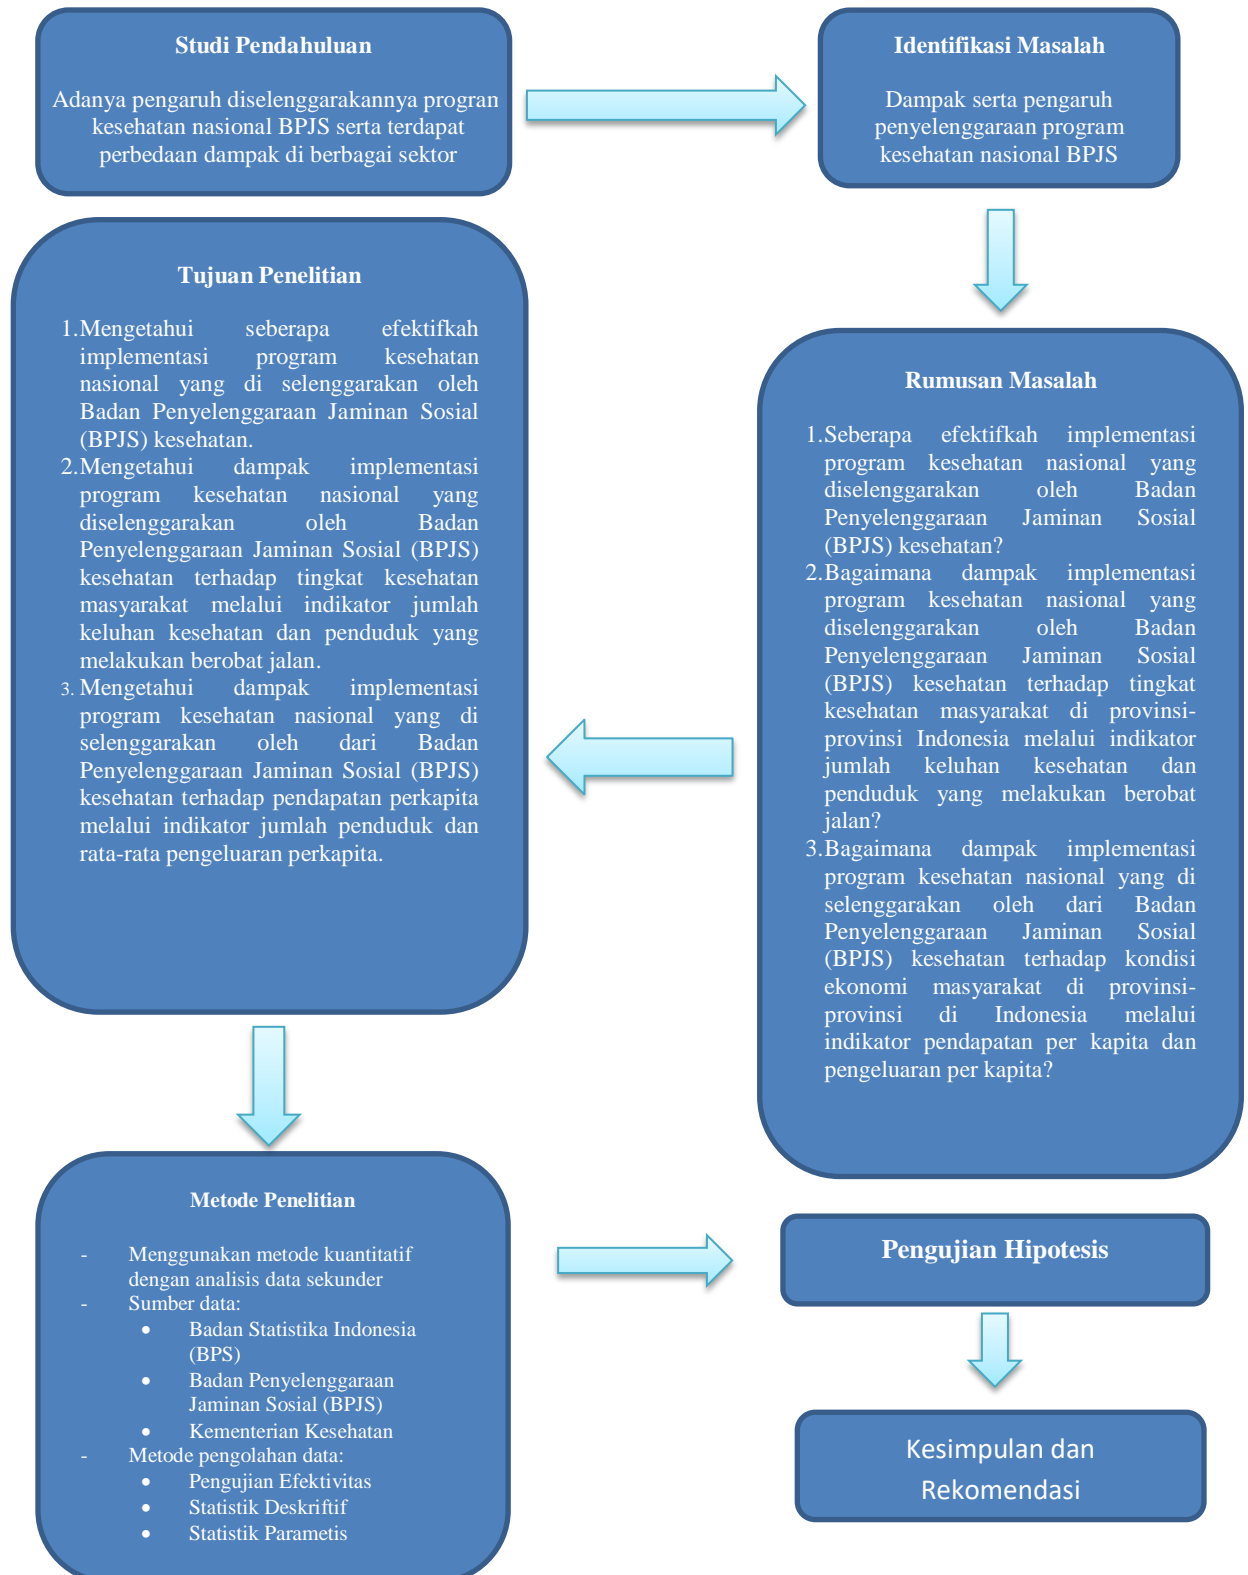 Studi Pendahuluan
Adanya pengaruh diselenggarakannya program
kesehatan nasional BPJS serta terdapat
perbedaan dampak di berbagai sektor
Identifikasi Masalah
Dampak serta pengaruh
penyelenggaraan program
kesehatan nasional BPJS
Rumusan Masalah
1.Seberapa efektifkah implementasi
program kesehatan nasional yang
diselenggarakan oleh Badan
Penyelenggaraan Jaminan Sosial
(BPJS) kesehatan?
2.Bagaimana dampak implementasi
program kesehatan nasional yang
diselenggarakan oleh Badan
Penyelenggaraan Jaminan Sosial
(BPJS) kesehatan terhadap tingkat
kesehatan masyarakat di provinsi-
provinsi Indonesia melalui indikator
jumlah keluhan kesehatan dan
penduduk yang melakukan berobat
jalan?
3.Bagaimana dampak implementasi
program kesehatan nasional yang di
selenggarakan oleh dari Badan
Penyelenggaraan Jaminan Sosial
(BPJS) kesehatan terhadap kondisi
ekonomi masyarakat di provinsi-
provinsi di Indonesia melalui
indikator pendapatan per kapita dan
pengeluaran per kapita?
Tujuan Penelitian
1.Mengetahui seberapa efektifkah
implementasi program kesehatan
nasional yang di selenggarakan oleh
Badan Penyelenggaraan Jaminan Sosial
(BPJS) kesehatan.
2.Mengetahui dampak implementasi
program kesehatan nasional yang
diselenggarakan oleh Badan
Penyelenggaraan Jaminan Sosial (BPJS)
kesehatan terhadap tingkat kesehatan
masyarakat melalui indikator jumlah
keluhan kesehatan dan penduduk yang
melakukan berobat jalan.
3. Mengetahui dampak implementasi
program kesehatan nasional yang di
selenggarakan oleh dari Badan
Penyelenggaraan Jaminan Sosial (BPJS)
kesehatan terhadap pendapatan perkapita
melalui indikator jumlah penduduk dan
rata-rata pengeluaran perkapita.
Metode Penelitian
- Menggunakan metode kuantitatif
dengan analisis data sekunder
- Sumber data:
• Badan Statistika Indonesia
(BPS)
• Badan Penyelenggaraan
Jaminan Sosial (BPJS)
• Kementerian Kesehatan
- Metode pengolahan data:
• Pengujian Efektivitas
• Statistik Deskriftif
• Statistik Parametis
Pengujian Hipotesis
Kesimpulan dan
Rekomendasi